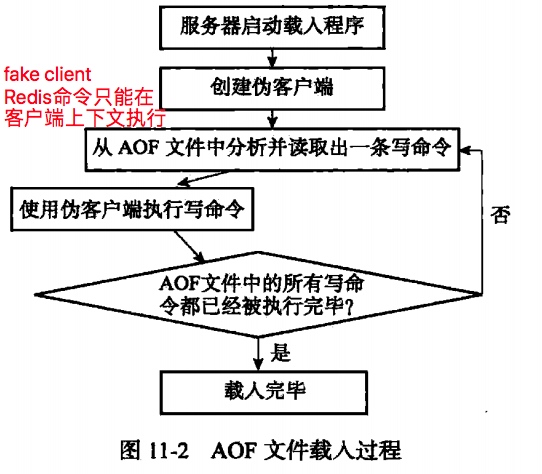 服务器启动载入程序
fake client
Redis命令只能在
客户端上下文执行
创建伪客户端
从 AOF 文件中分析并读取出一条写命令
使用伪客户端执行写命令
否
AOF文件中的所有写命
令都已经被执行完毕?
是
载入完毕
图 11-2 AOF 文件载入过程